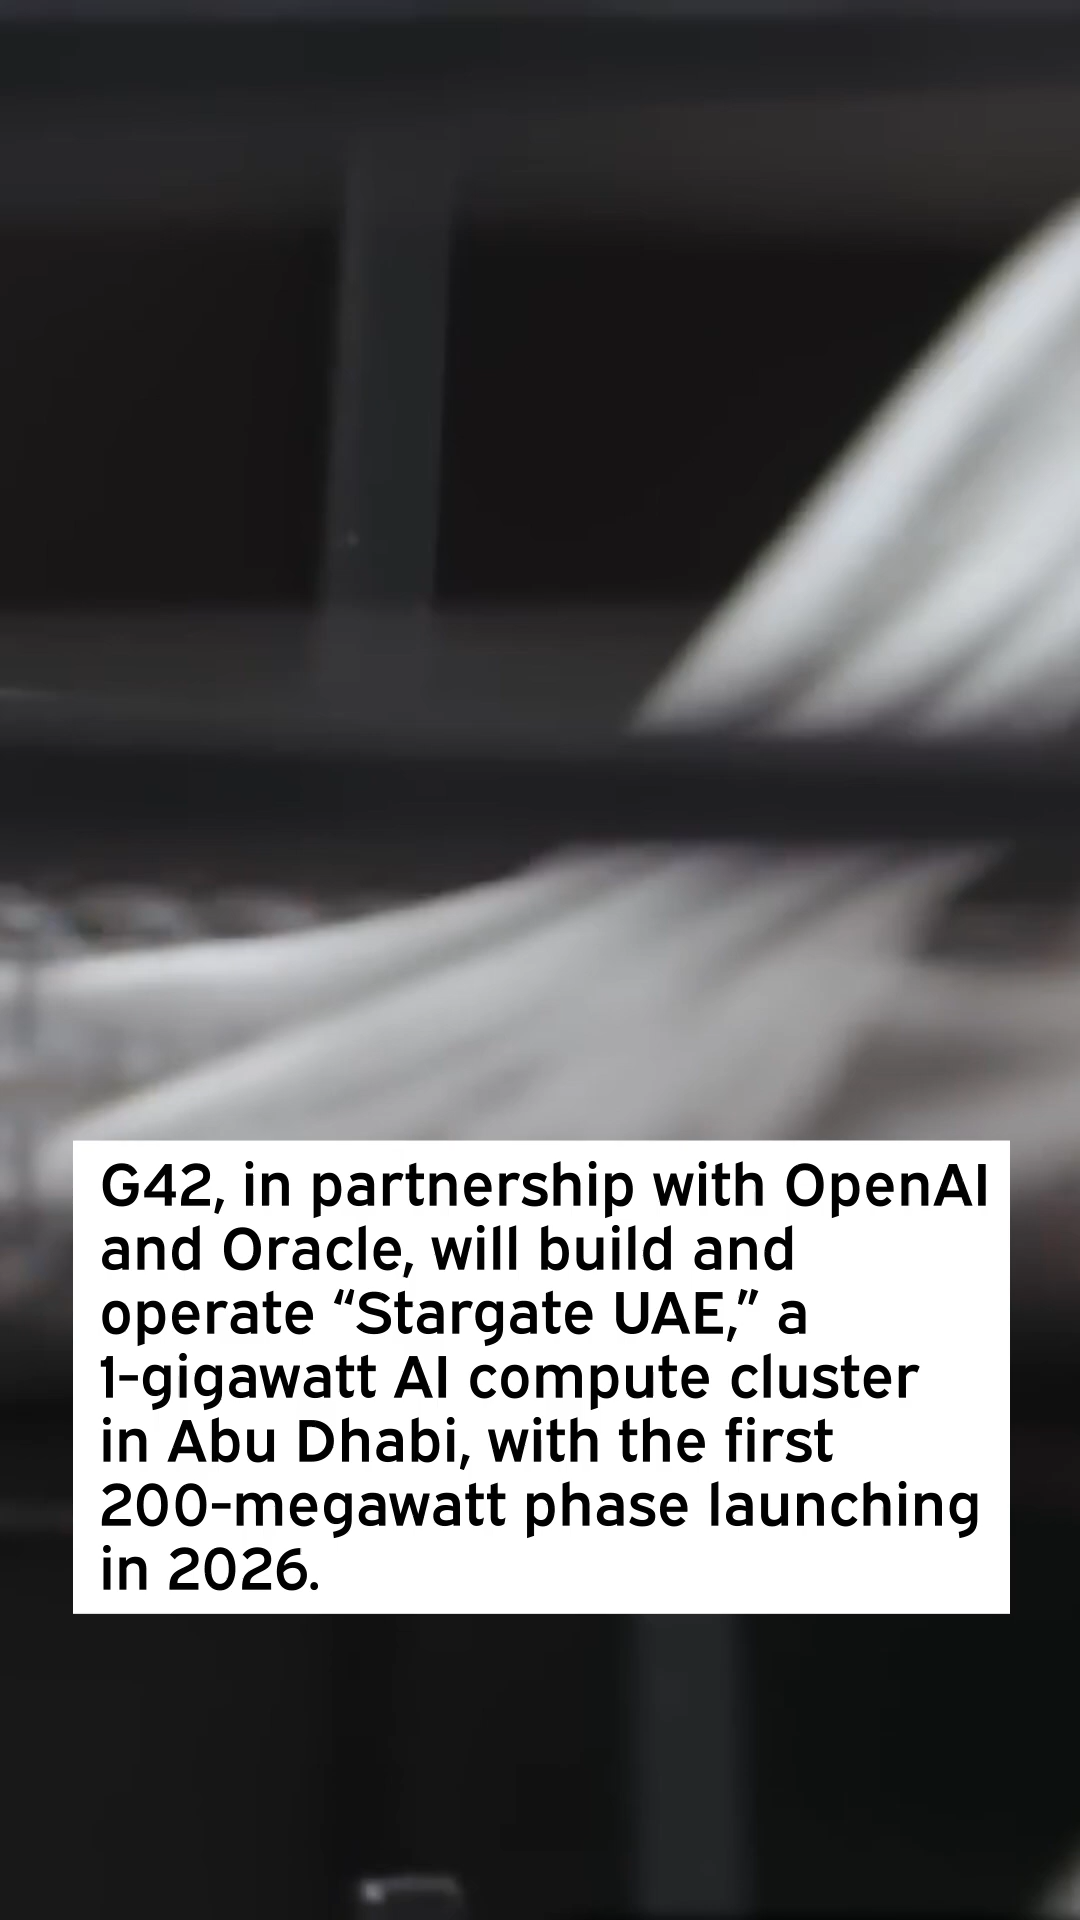 G42, in partnership with OpenAI
and Oracle, will build and
operate “Stargate UAE,” a
1-gigawatt AI compute cluster
in Abu Dhabi, with the first
200-megawatt phase launching
in 2026.